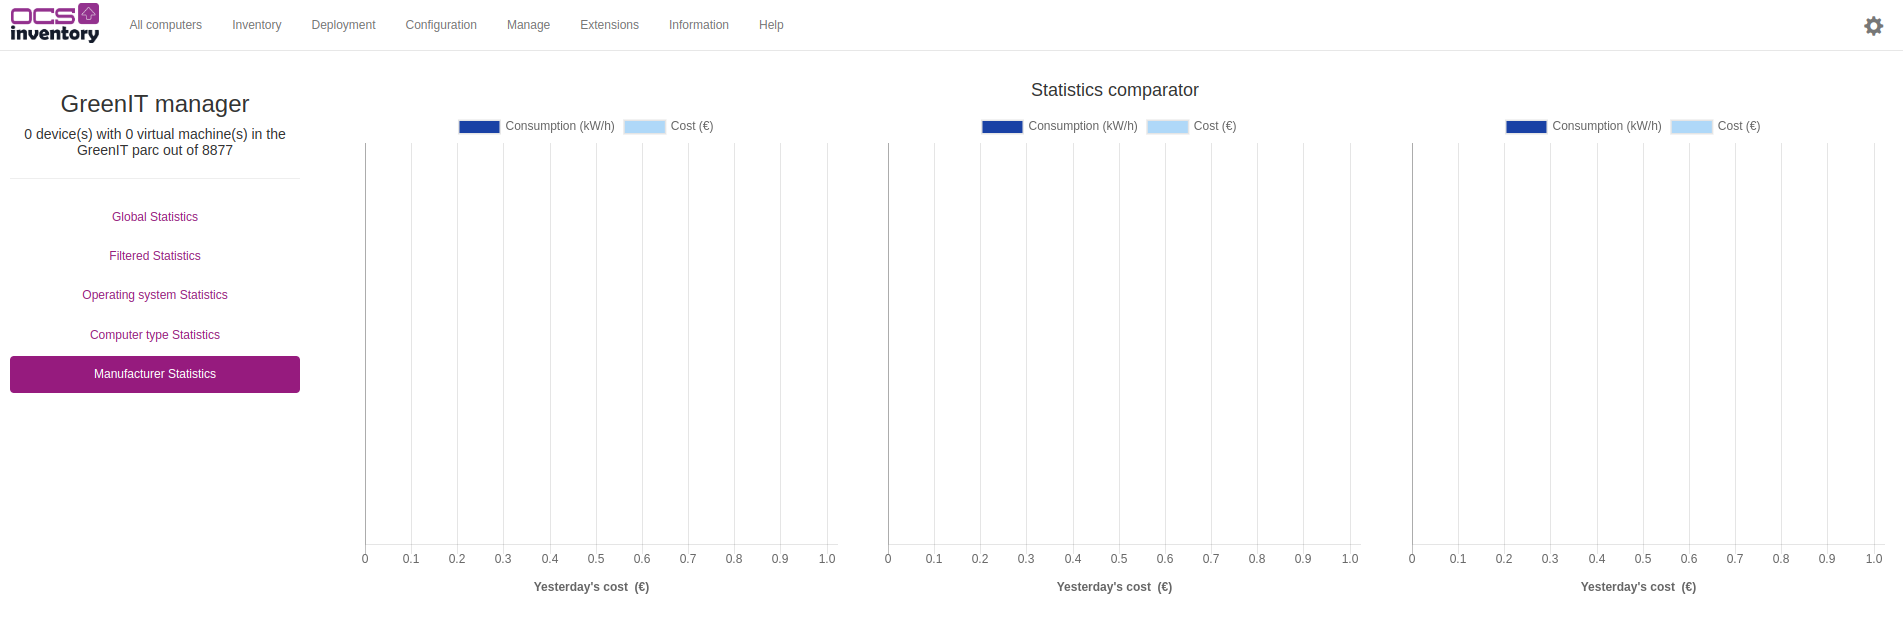 OCS inventory
All computers Inventory Deployment Configuration Manage Extensions Information Help
GreenIT manager
0 device(s) with 0 virtual machine(s) in the
GreenIT parc out of 8877
Global Statistics
Filtered Statistics
Operating system Statistics
Computer type Statistics
Manufacturer Statistics
Statistics comparator
Consumption (kW/h) Cost (€)
0 0.1 0.2 0.3 0.4 0.5 0.6 0.7 0.8 0.9 1.0
Yesterday's cost (€)
Consumption (kW/h) Cost (€)
0 0.1 0.2 0.3 0.4 0.5 0.6 0.7 0.8 0.9 1.0
Yesterday's cost (€)
Consumption (kW/h) Cost (€)
0 0.1 0.2 0.3 0.4 0.5 0.6 0.7 0.8 0.9 1.0
Yesterday's cost (€)